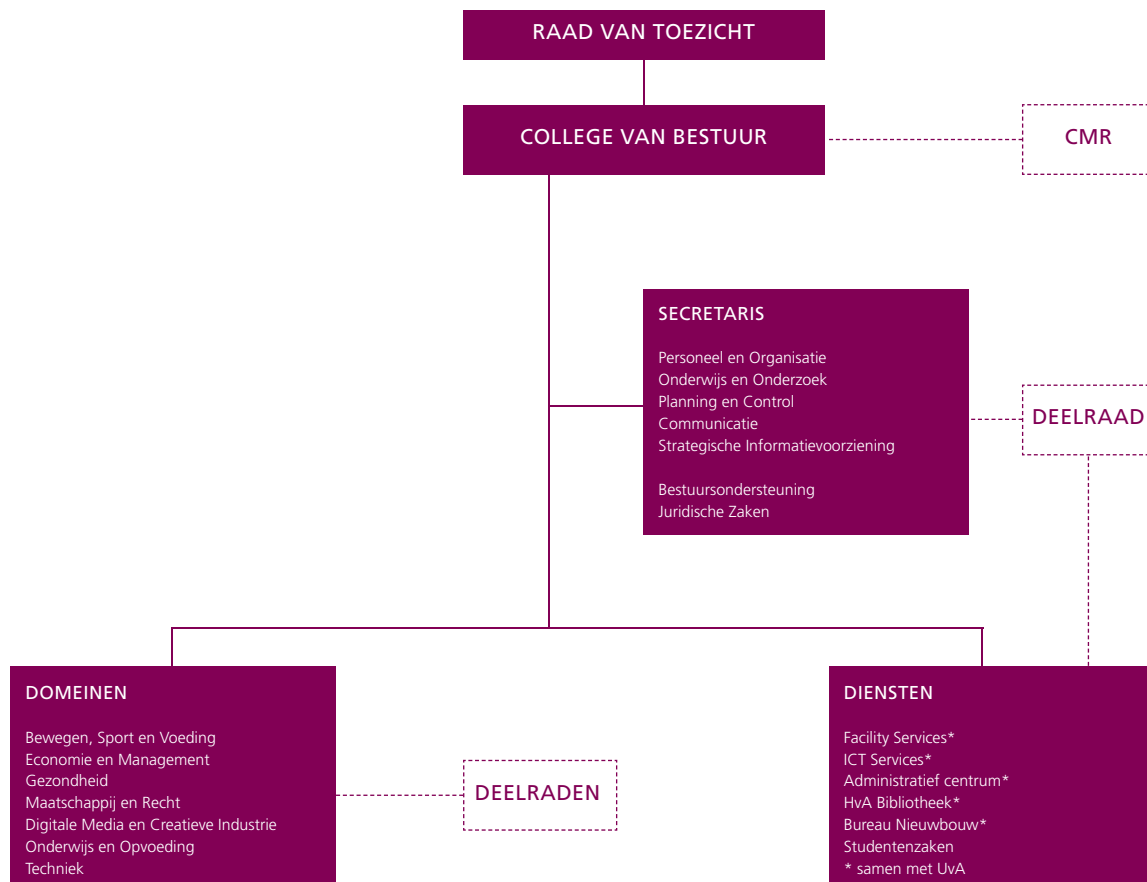 RAAD VAN TOEZICHT
COLLEGE VAN BESTUUR
CMR
SECRETARIS
Personeel en Organisatie
Onderwijs en Onderzoek
Planning en Control
Communicatie
Strategische Informatievoorziening
Bestuursondersteuning
Juridische Zaken
DEELRAAD
DOMEINEN
Bewegen, Sport en Voeding
Economie en Management
Gezondheid
Maatschappij en Recht
Digitale Media en Creatieve Industrie
Onderwijs en Opvoeding
Techniek
DEELRADEN
DIENSTEN
Facility Services*
ICT Services*
Administratief centrum*
HvA Bibliotheek*
Bureau Nieuwbouw*
Studentenzaken
* samen met UvA